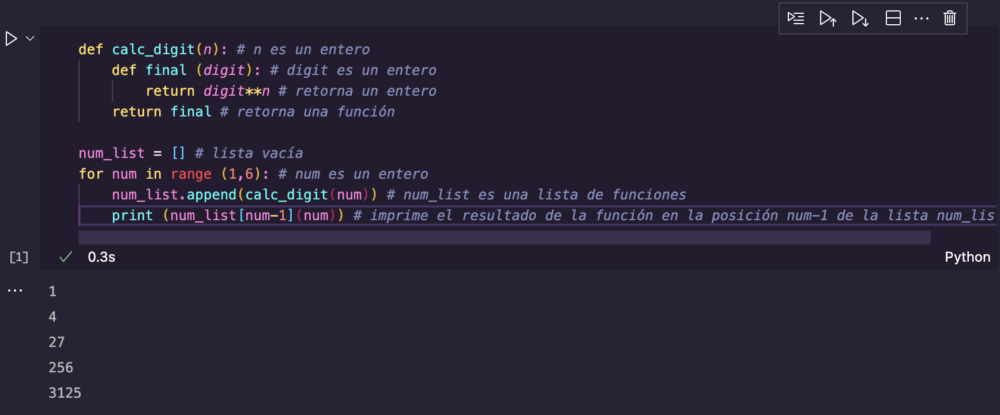 def calc_digit(n): # n es un entero
    def final (digit): # digit es un entero
        return digit**n # retorna un entero
    return final # retorna una función

num_list = [] # lista vacía
for num in range (1,6): # num es un entero
    num_list.append(calc_digit(num)) # num_list es una lista de funciones
    print (num_list[num-1](num)) # imprime el resultado de la función en la posición num-1 de la lista num_lis
[1] 0.3s Python
1
4
27
256
3125